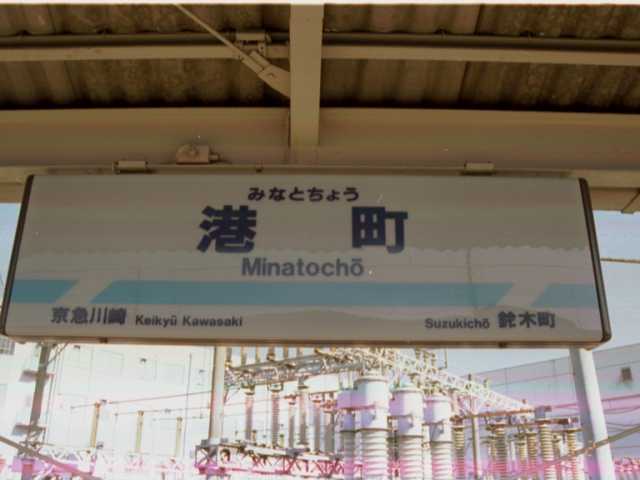 みなとちょう
港町
Minatochō
京急川崎 Keikyū Kawasaki
Suzukichō 鈴木町